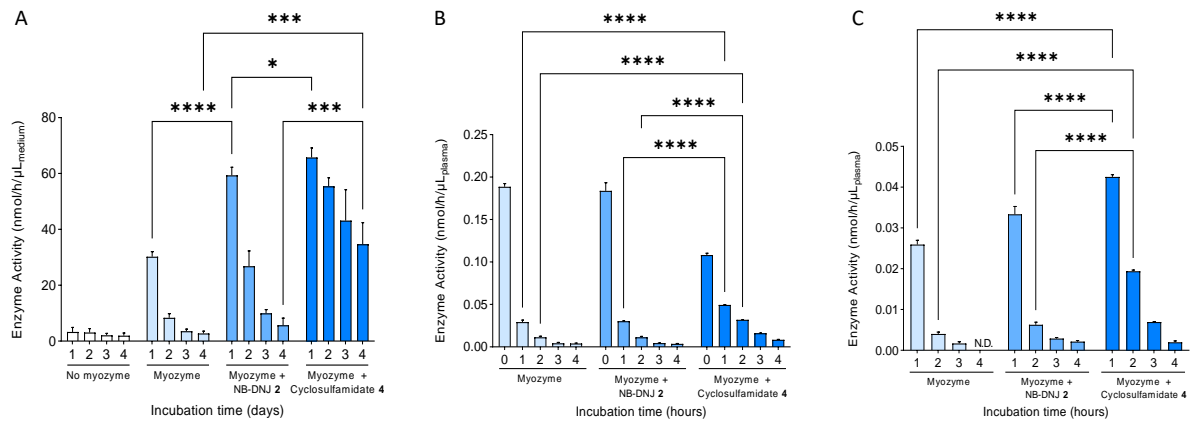 A
***
*
****
***
Enzyme Activity (nmol/h/μLmedium)
80
60
40
20
0
1 2 3 4 1 2 3 4 1 2 3 4 1 2 3 4
No myozyme Myozyme Myozyme + NB-DNJ 2 Myozyme + Cyclosulfamidate 4
Incubation time (days)
B
****
****
****
****
Enzyme Activity (nmol/h/μLplasma)
0.25
0.20
0.15
0.10
0.05
0.00
0 1 2 3 4 0 1 2 3 4 0 1 2 3 4
Myozyme Myozyme + NB-DNJ 2 Myozyme + Cyclosulfamidate 4
Incubation time (hours)
C
****
****
****
****
Enzyme Activity (nmol/h/μLplasma)
0.05
0.04
0.03
0.02
0.01
0.00
N.D.
1 2 3 4 1 2 3 4 1 2 3 4
Myozyme Myozyme + NB-DNJ 2 Myozyme + Cyclosulfamidate 4
Incubation time (hours)